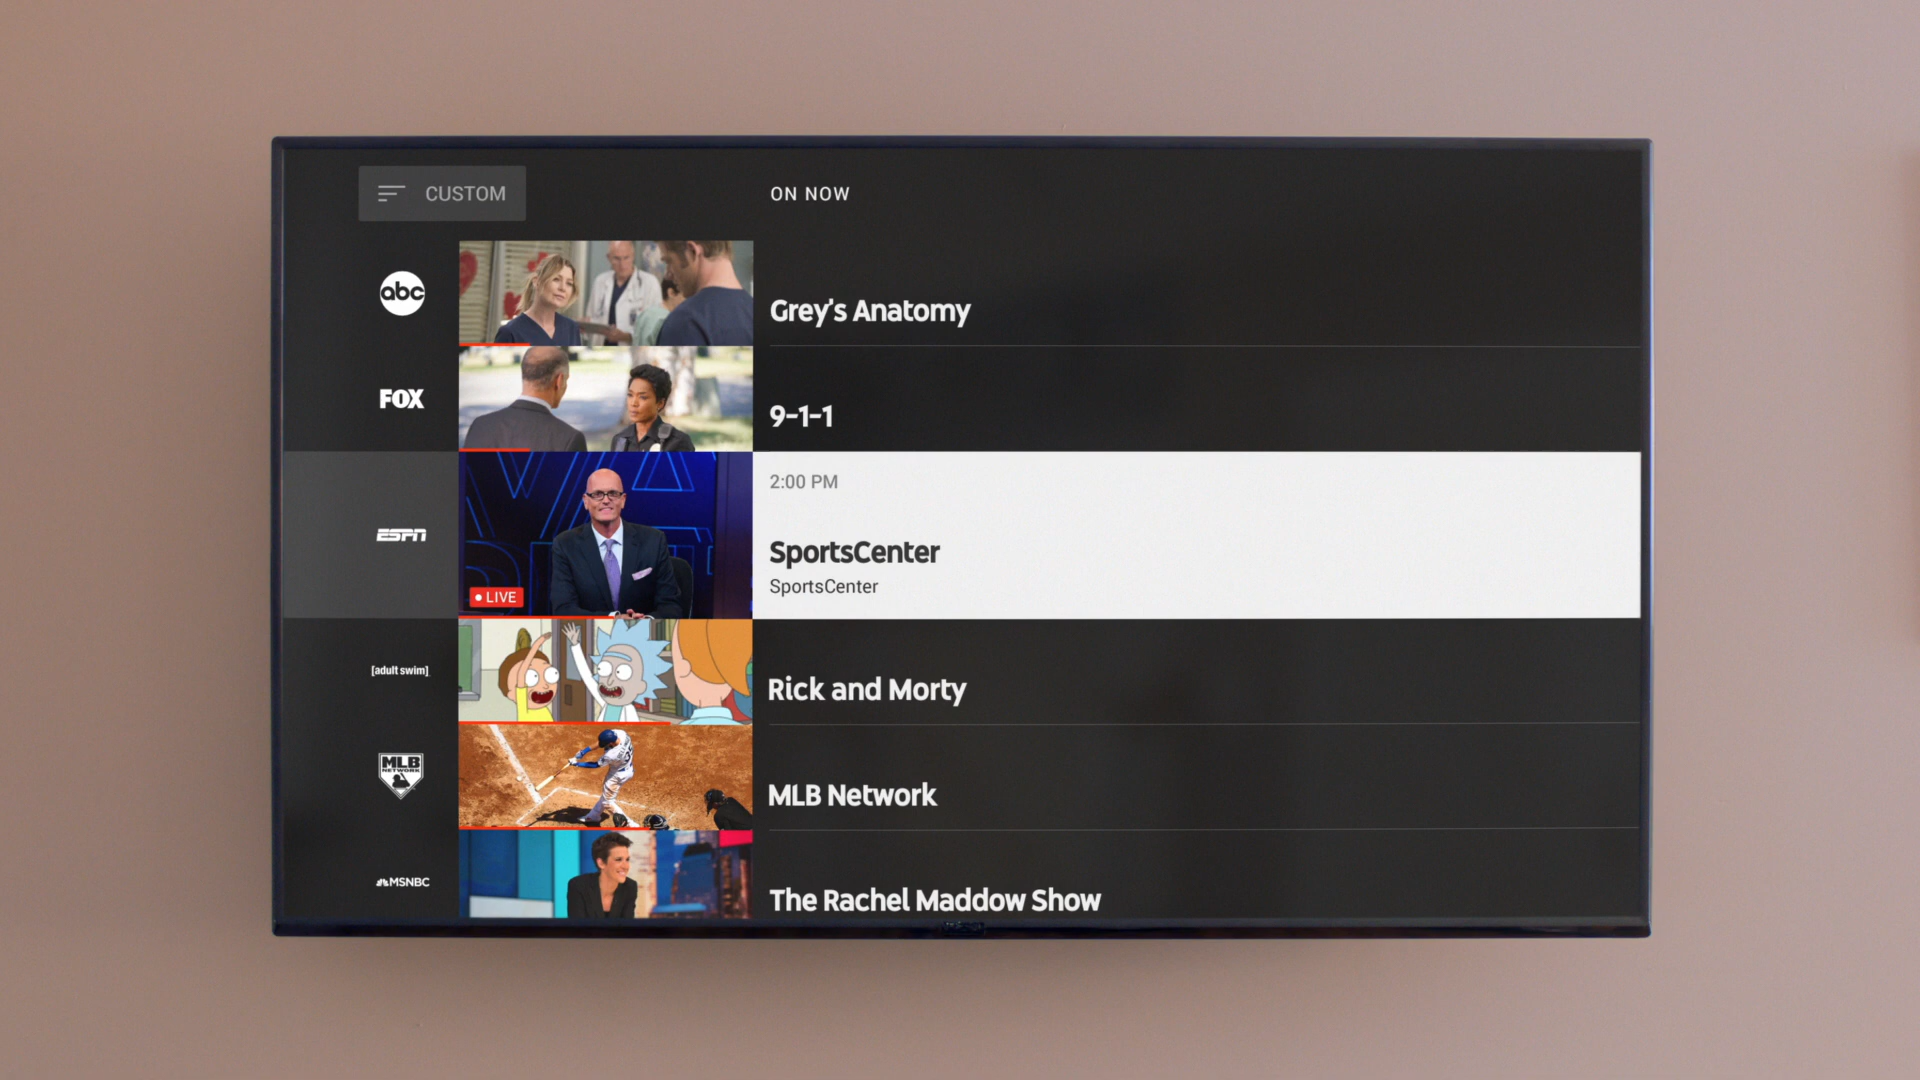 CUSTOM
ON NOW
abc
Grey's Anatomy
FOX
9-1-1
2:00 PM
ESPN
SportsCenter
LIVE
SportsCenter
[adult swim]
Rick and Morty
MLB
NETWORK
MLB Network
MSNBC
The Rachel Maddow Show